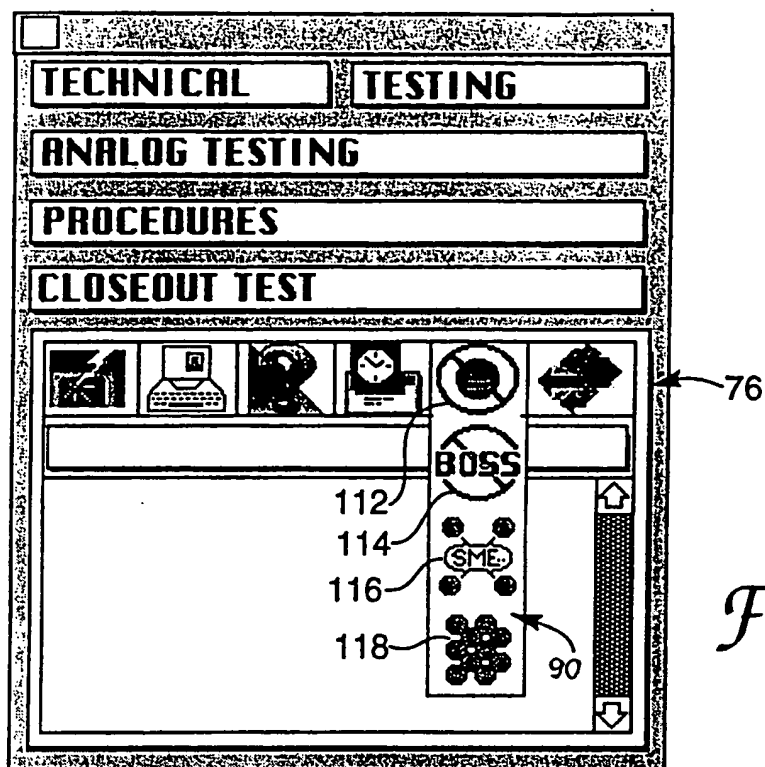 TECHNICAL TESTING
ANALOG TESTING
PROCEDURES
CLOSEOUT TEST
76
BOSS
112
114
SME..
116
118
90
F